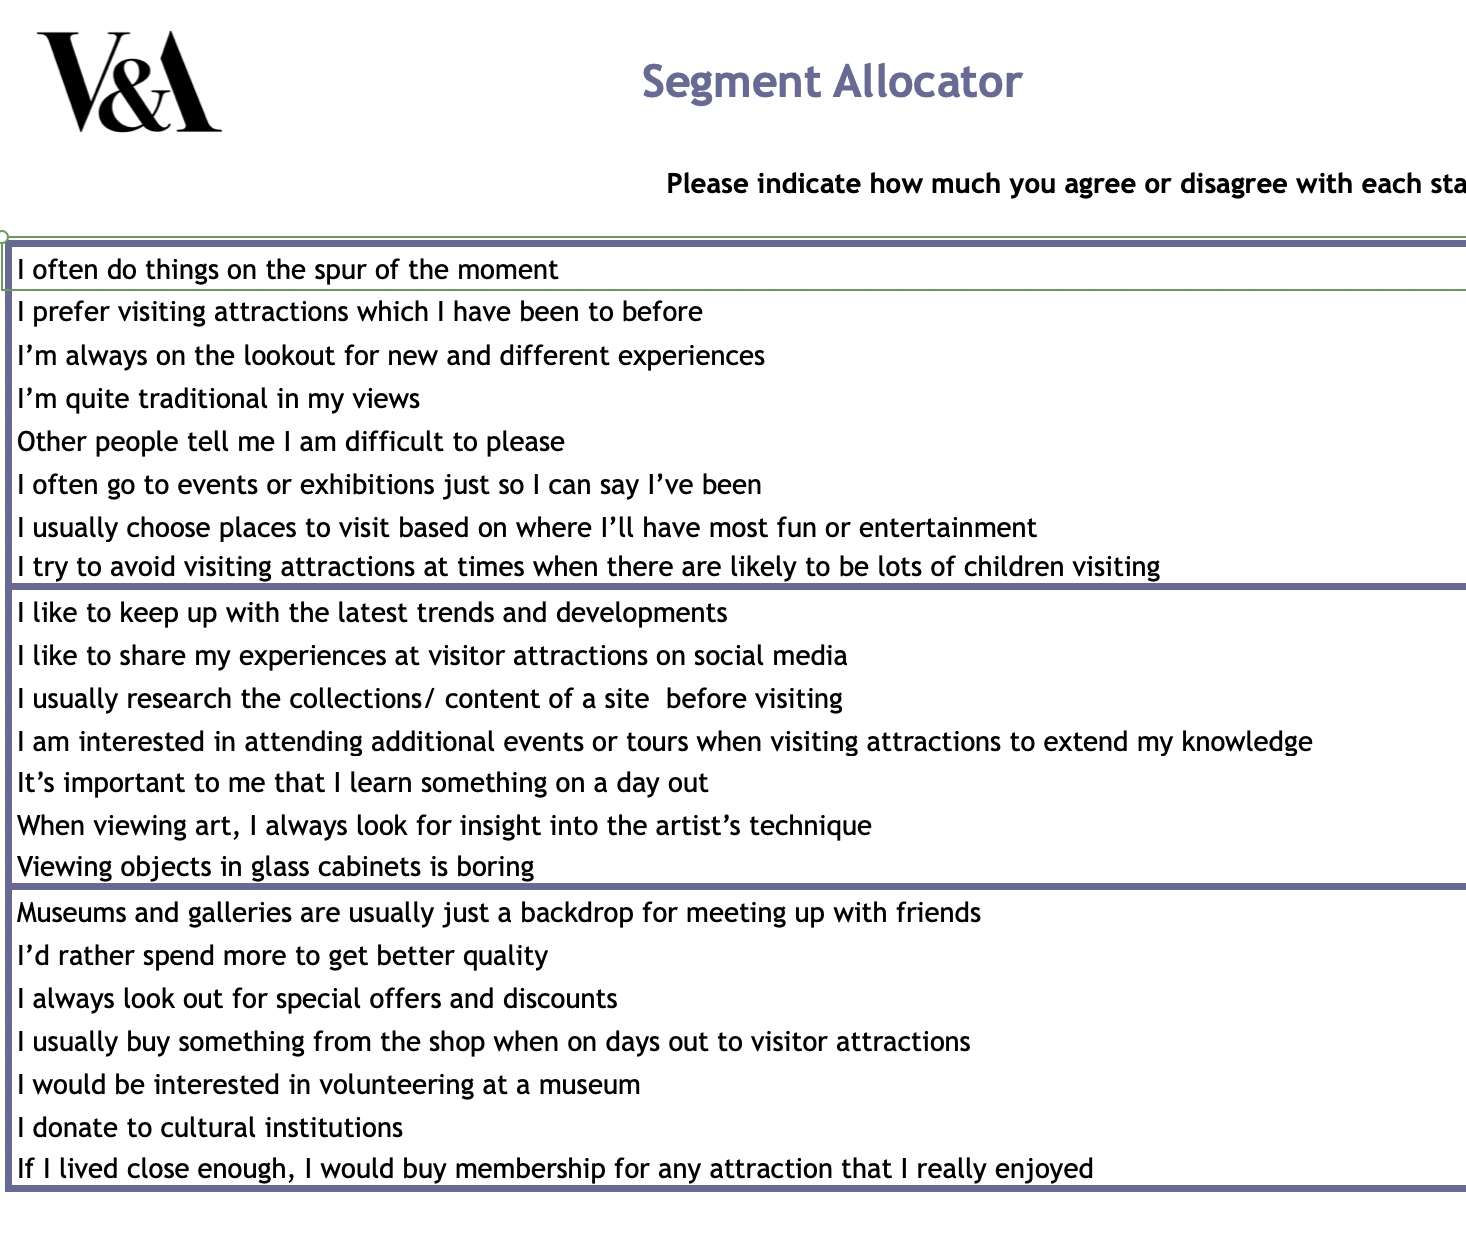 V&A
Segment Allocator
Please indicate how much you agree or disagree with each
I often do things on the spur of the moment
I prefer visiting attractions which I have been to before
I’m always on the lookout for new and different experiences
I’m quite traditional in my views
Other people tell me I am difficult to please
I often go to events or exhibitions just so I can say I’ve been
I usually choose places to visit based on where I’ll have most fun or entertainment
I try to avoid visiting attractions at times when there are likely to be lots of children visiting
I like to keep up with the latest trends and developments
I like to share my experiences at visitor attractions on social media
I usually research the collections/ content of a site  before visiting
I am interested in attending additional events or tours when visiting attractions to extend my knowledge
It’s important to me that I learn something on a day out
When viewing art, I always look for insight into the artist’s technique
Viewing objects in glass cabinets is boring
Museums and galleries are usually just a backdrop for meeting up with friends
I’d rather spend more to get better quality
I always look out for special offers and discounts
I usually buy something from the shop when on days out to visitor attractions
I would be interested in volunteering at a museum
I donate to cultural institutions
If I lived close enough, I would buy membership for any attraction that I really enjoyed